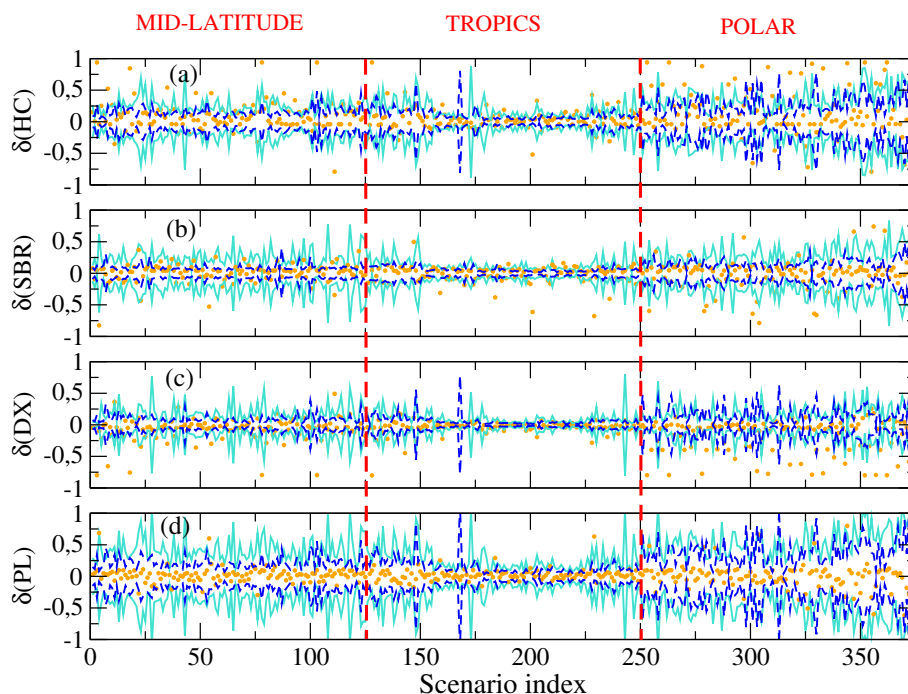 MID-LATITUDE TROPICS POLAR
(a)
δ(HC)
1
0,5
0
-0,5
-1
(b)
δ(SBR)
1
0,5
0
-0,5
-1
(c)
δ(DX)
1
0,5
0
-0,5
-1
(d)
δ(PL)
1
0,5
0
-0,5
-1
0 50 100 150 200 250 300 350
Scenario index